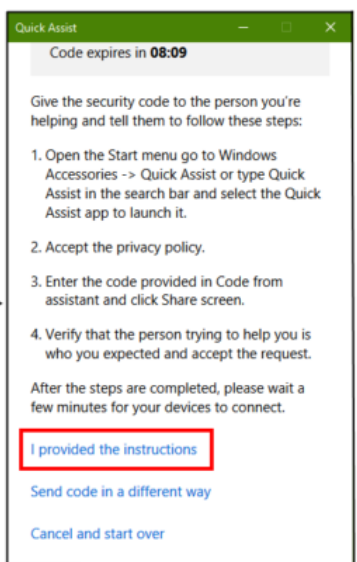 Quick Assist
Code expires in 08:09
Give the security code to the person you're
helping and tell them to follow these steps:
1. Open the Start menu go to Windows
Accessories -> Quick Assist or type Quick
Assist in the search bar and select the Quick
Assist app to launch it.
2. Accept the privacy policy.
3. Enter the code provided in Code from
assistant and click Share screen.
4. Verify that the person trying to help you is
who you expected and accept the request.
After the steps are completed, please wait a
few minutes for your devices to connect.
I provided the instructions
Send code in a different way
Cancel and start over